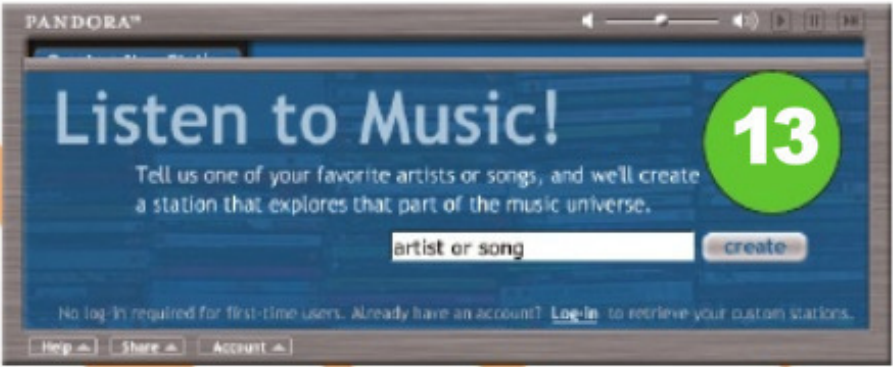 PANDORA™
Listen to Music!
13
Tell us one of your favorite artists or songs, and we'll create
a station that explores that part of the music universe.
artist or song
create
No log-in required for first-time users. Already have an account? Log-in to retrieve your custom stations.
Help Share Account